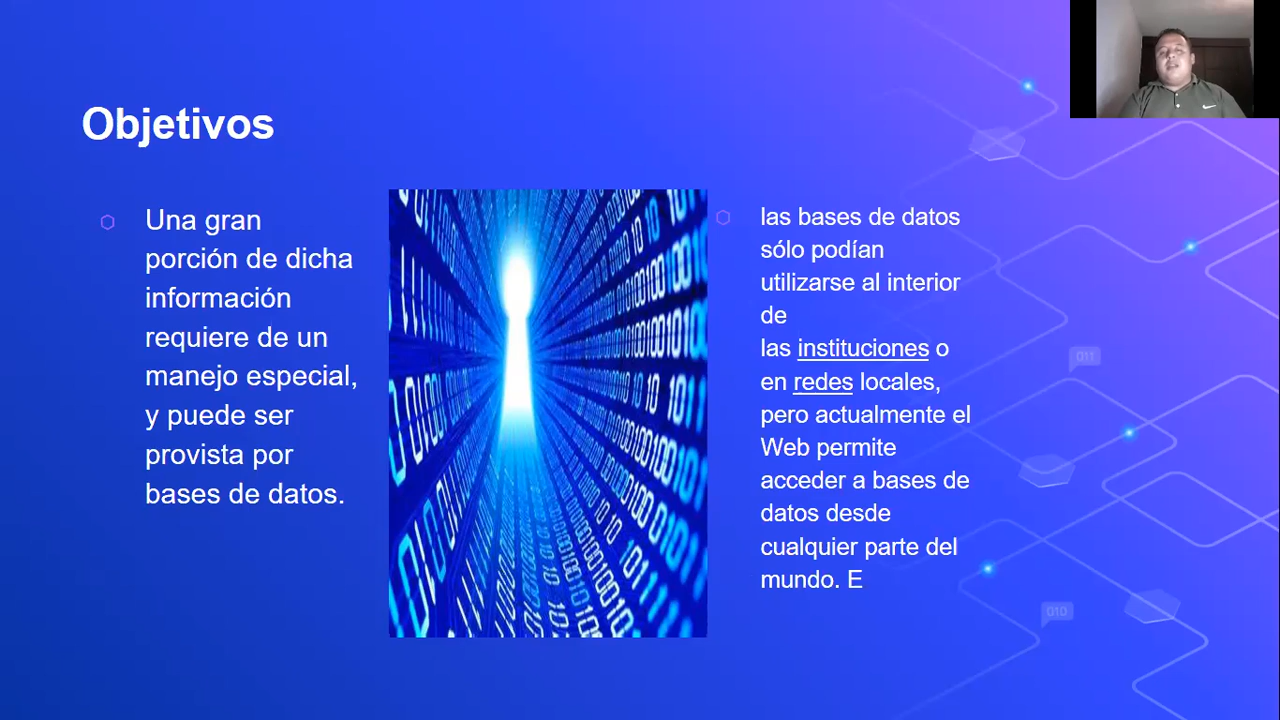 Objetivos
Una gran
porción de dicha
información
requiere de un
manejo especial,
y puede ser
provista por
bases de datos.
las bases de datos
sólo podían
utilizarse al interior
de
las instituciones o
en redes locales,
pero actualmente el
Web permite
acceder a bases de
datos desde
cualquier parte del
mundo. E
011
010